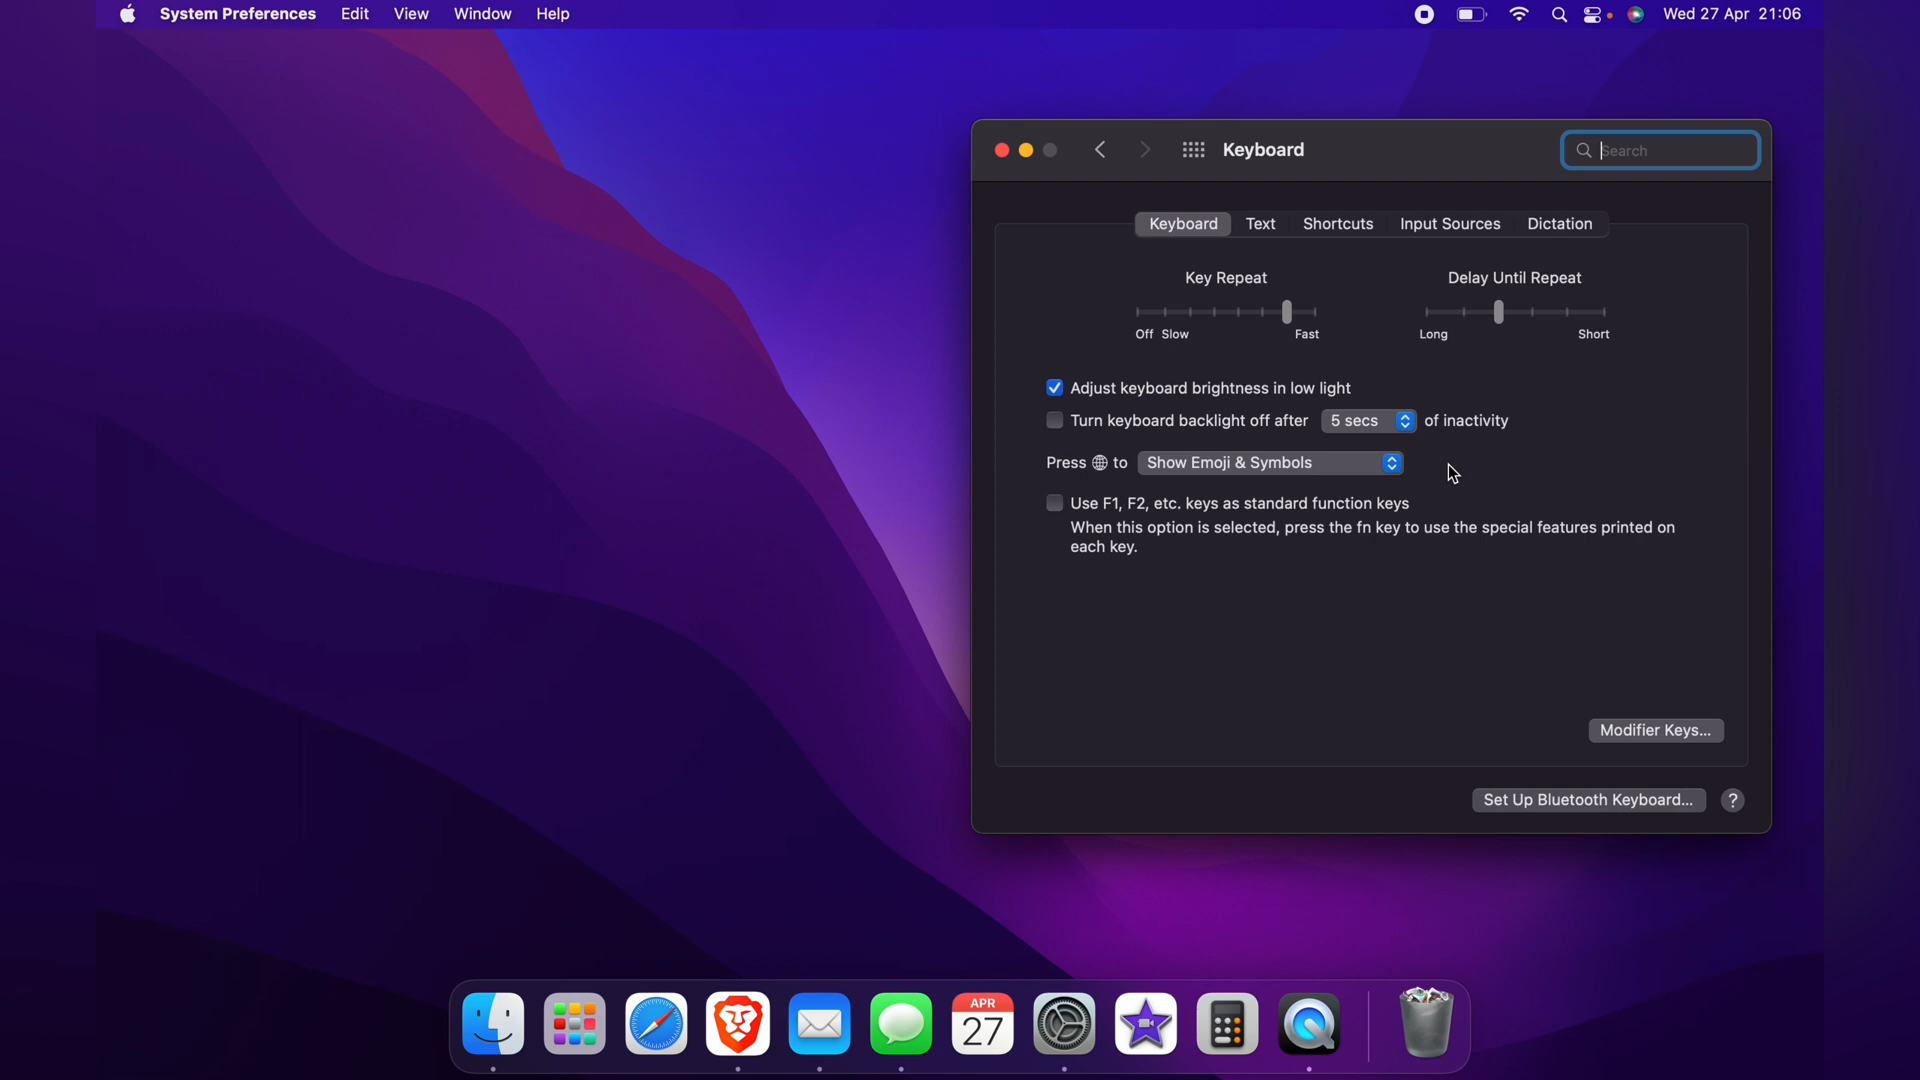 System Preferences Edit View Window Help Wed 27 Apr 21:06
Keyboard Search
Keyboard Text Shortcuts Input Sources Dictation
Key Repeat Delay Until Repeat
Off Slow Fast Long Short
Adjust keyboard brightness in low light
Turn keyboard backlight off after 5 secs of inactivity
Press to Show Emoji & Symbols
Use F1, F2, etc. keys as standard function keys
When this option is selected, press the fn key to use the special features printed on
each key.
Modifier Keys...
Set Up Bluetooth Keyboard... ?
APR
27